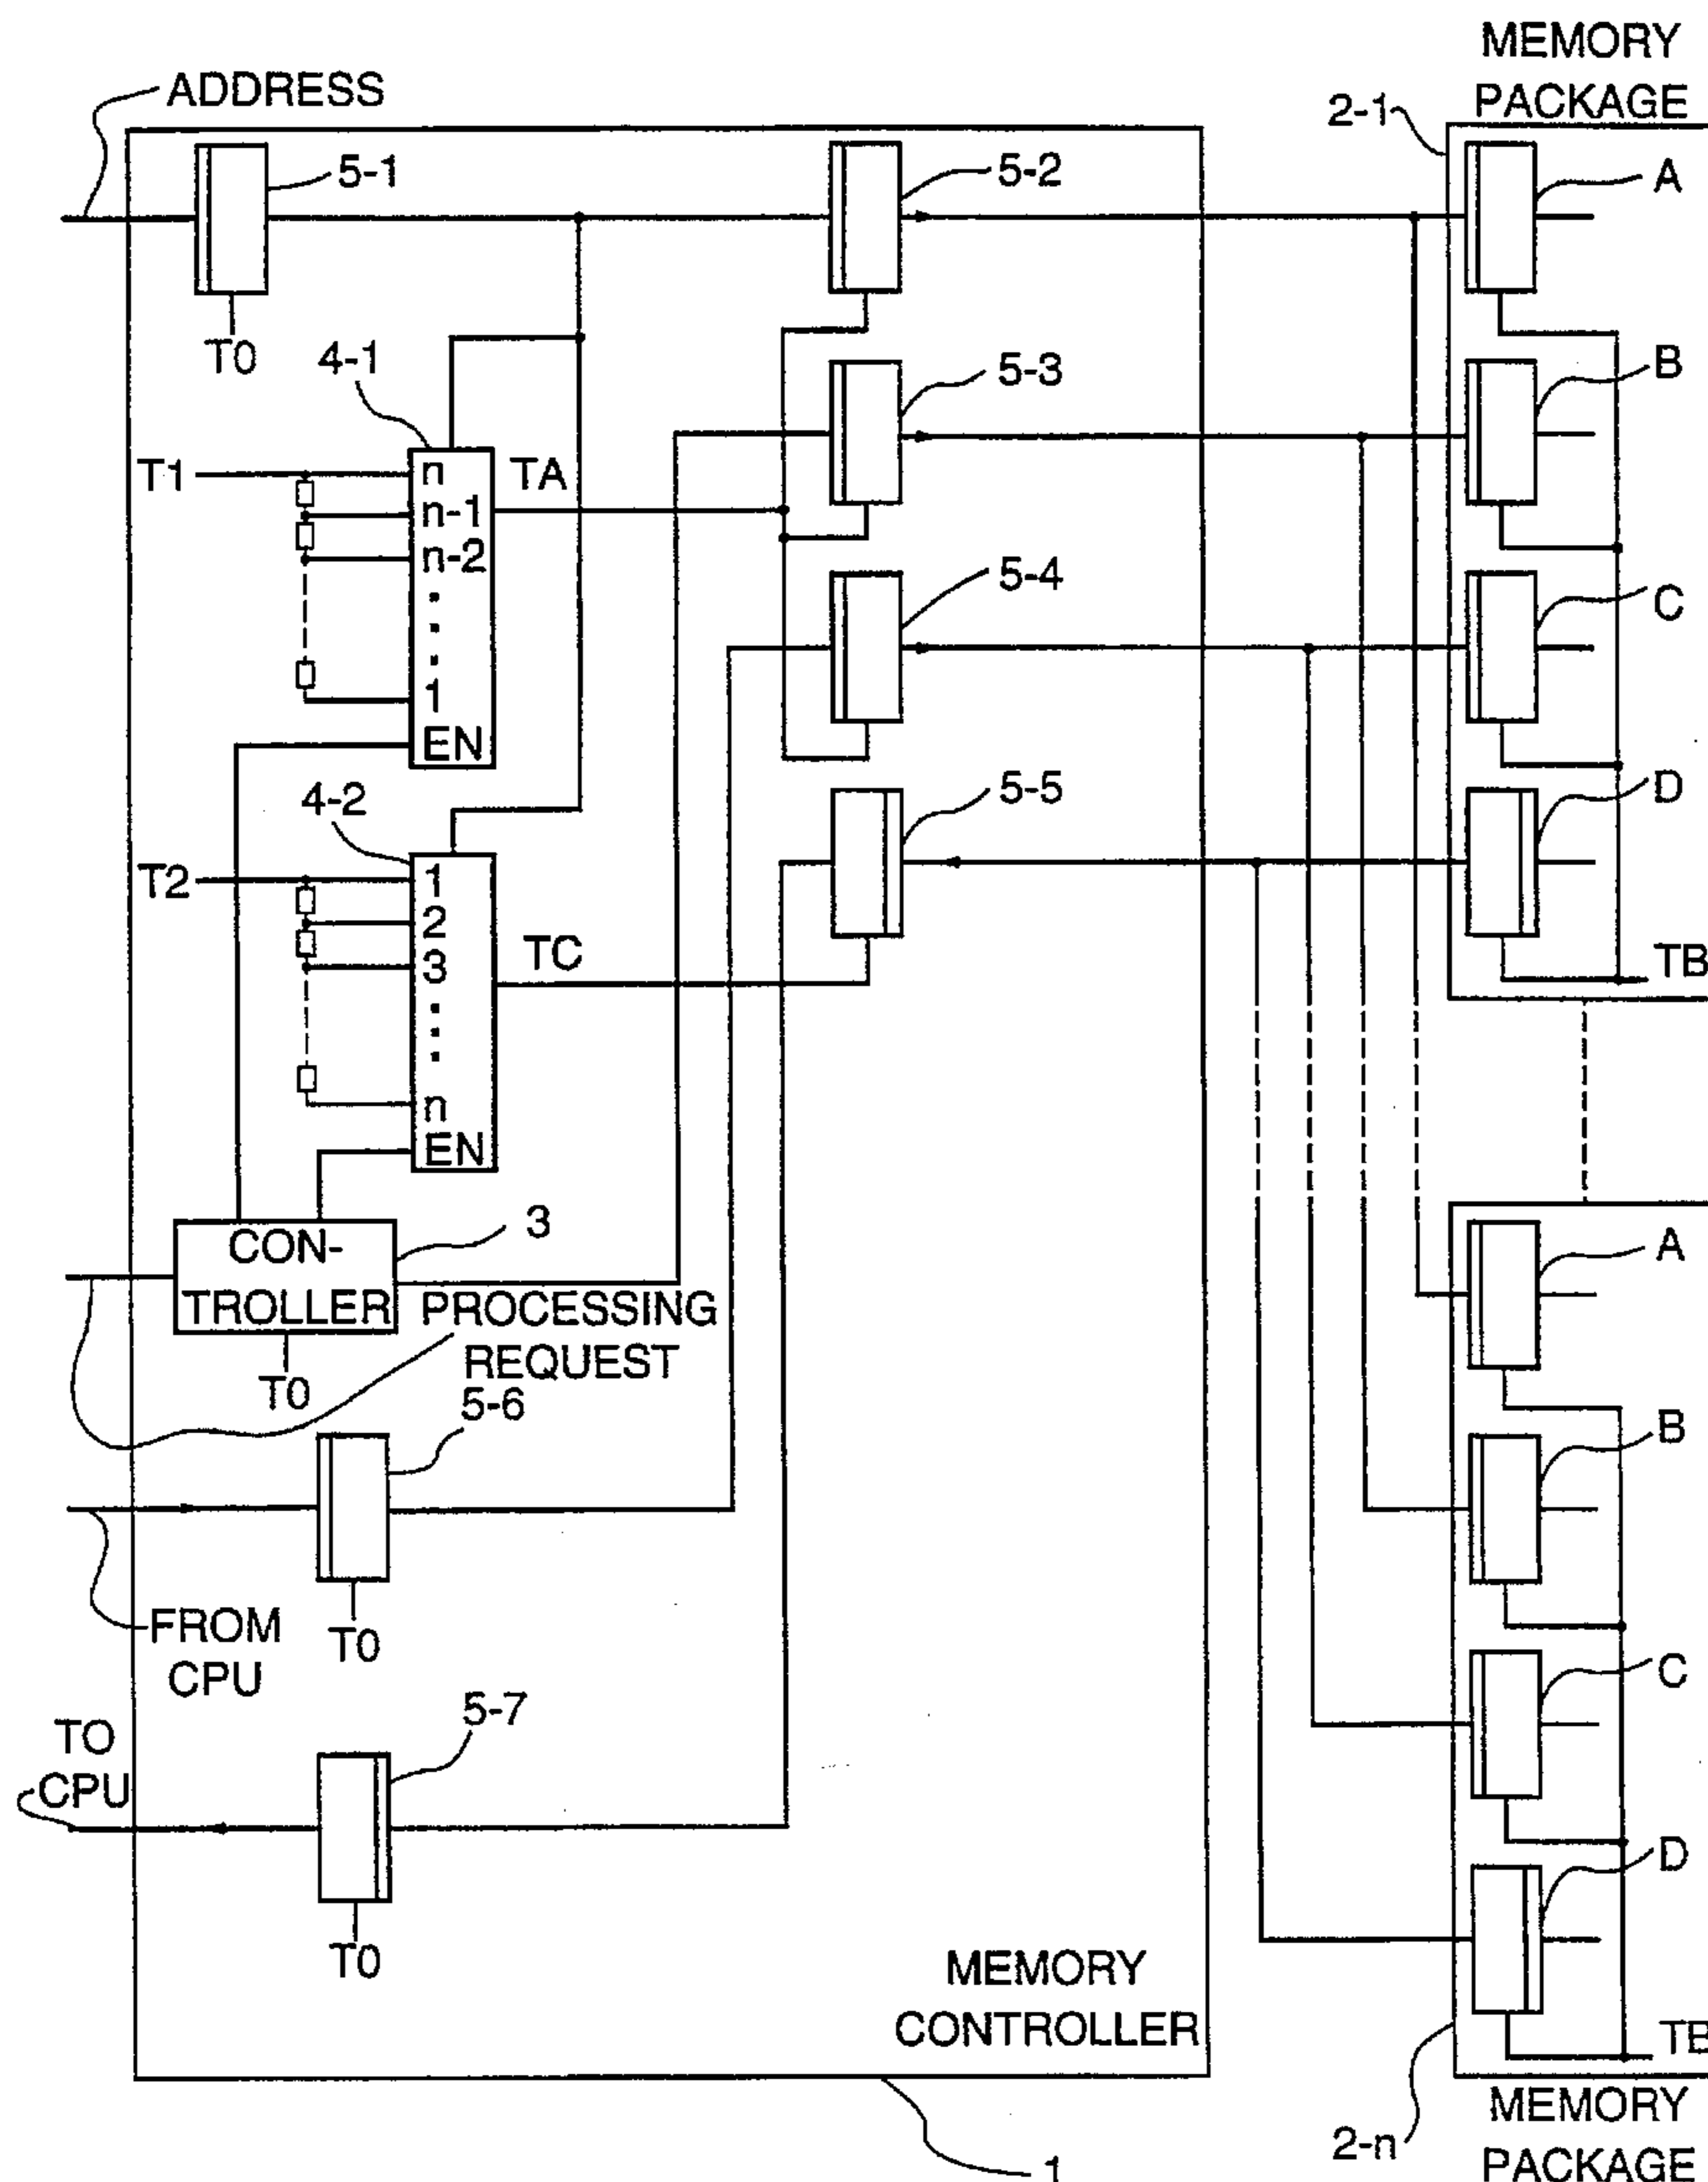 MEMORY
PACKAGE
ADDRESS
2-1
5-1
5-2
A
T0
4-1
5-3
B
T1
n
TA
n-1
n-2
5-4
C
1
EN
4-2
5-5
D
T2
1
2
3
TC
TB
n
EN
3
CON-
TROLLER
A
PROCESSING
REQUEST
T0
5-6
B
FROM
CPU
T0
C
5-7
TO
CPU
D
T0
MEMORY
CONTROLLER
TB
MEMORY
PACKAGE
2-n
1